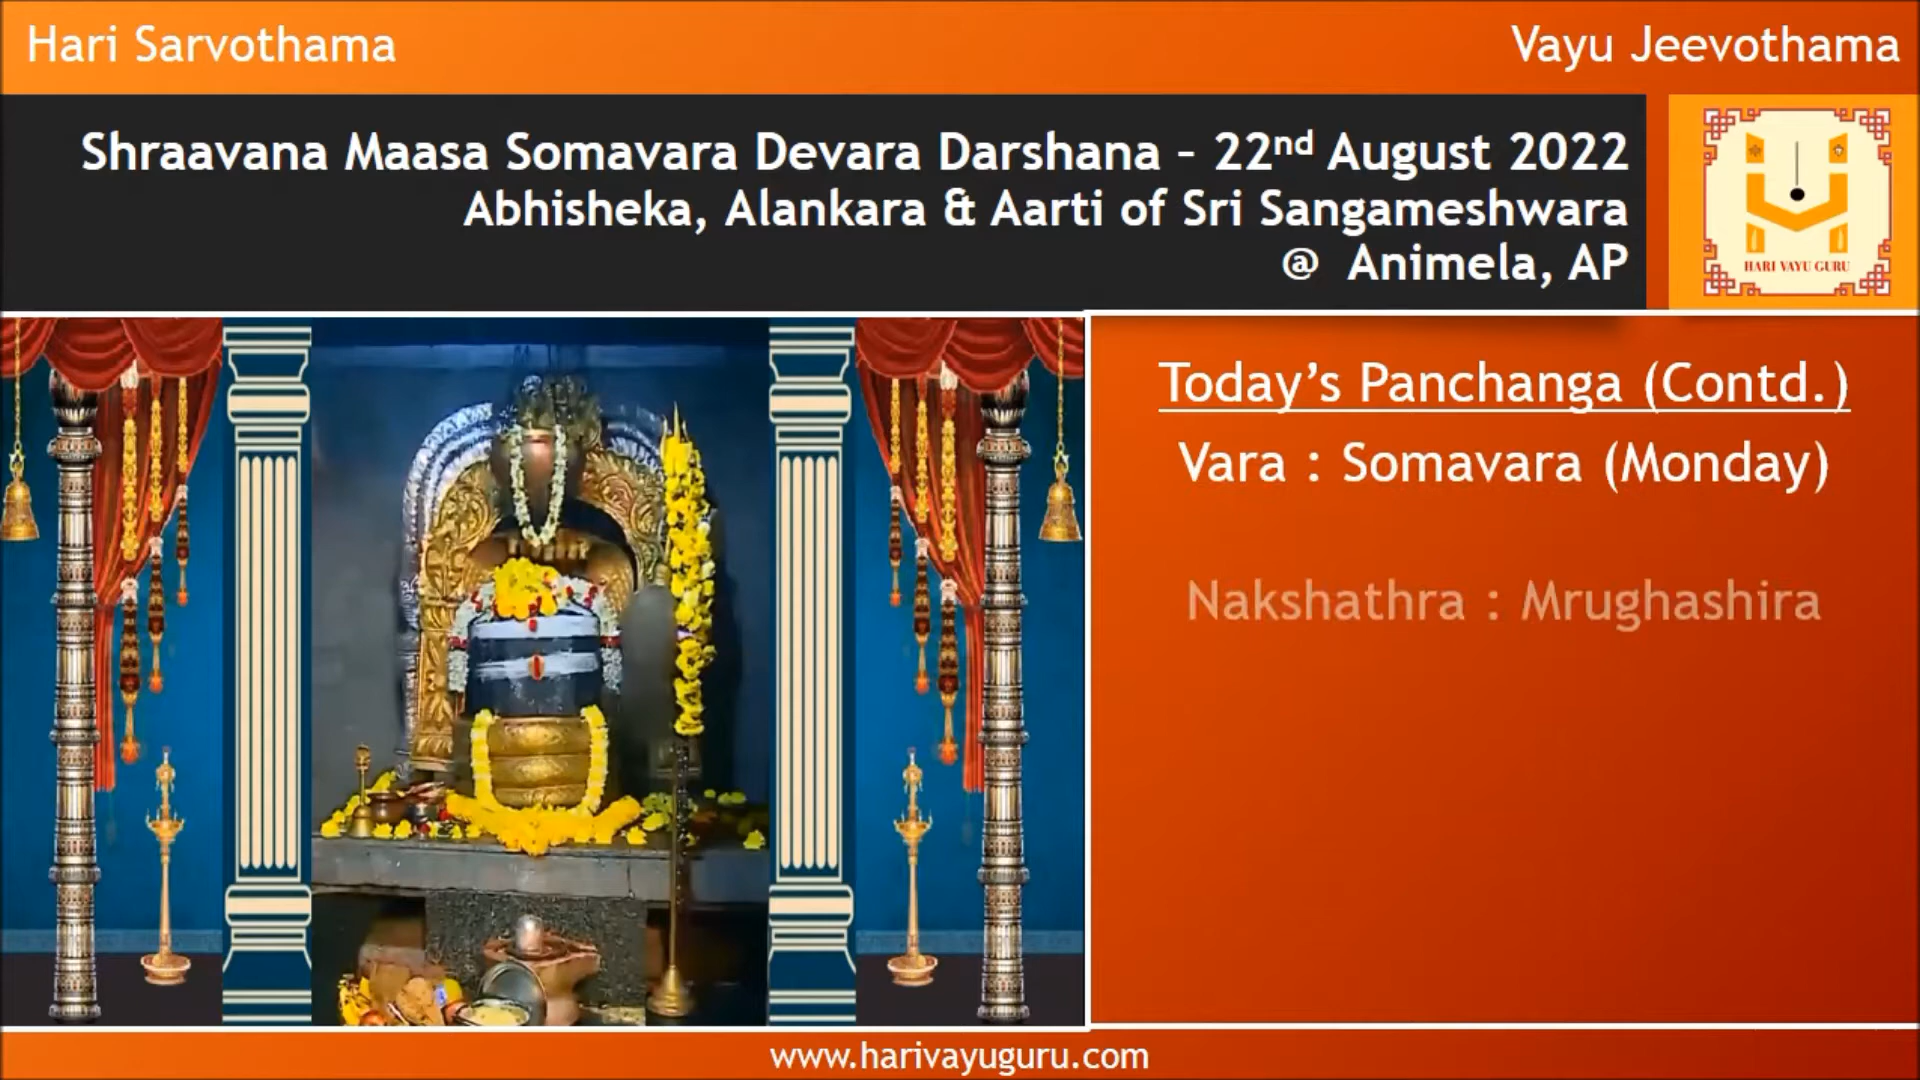 Hari Sarvothama
Vayu Jeevothama
Shraavana Maasa Somavara Devara Darshana – 22nd August 2022
Abhisheka, Alankara & Aarti of Sri Sangameshwara
@ Animela, AP
HARI VAYU GURU
Today’s Panchanga (Contd.)
Vara : Somavara (Monday)
Nakshathra : Mrughashira
www.harivayuguru.com